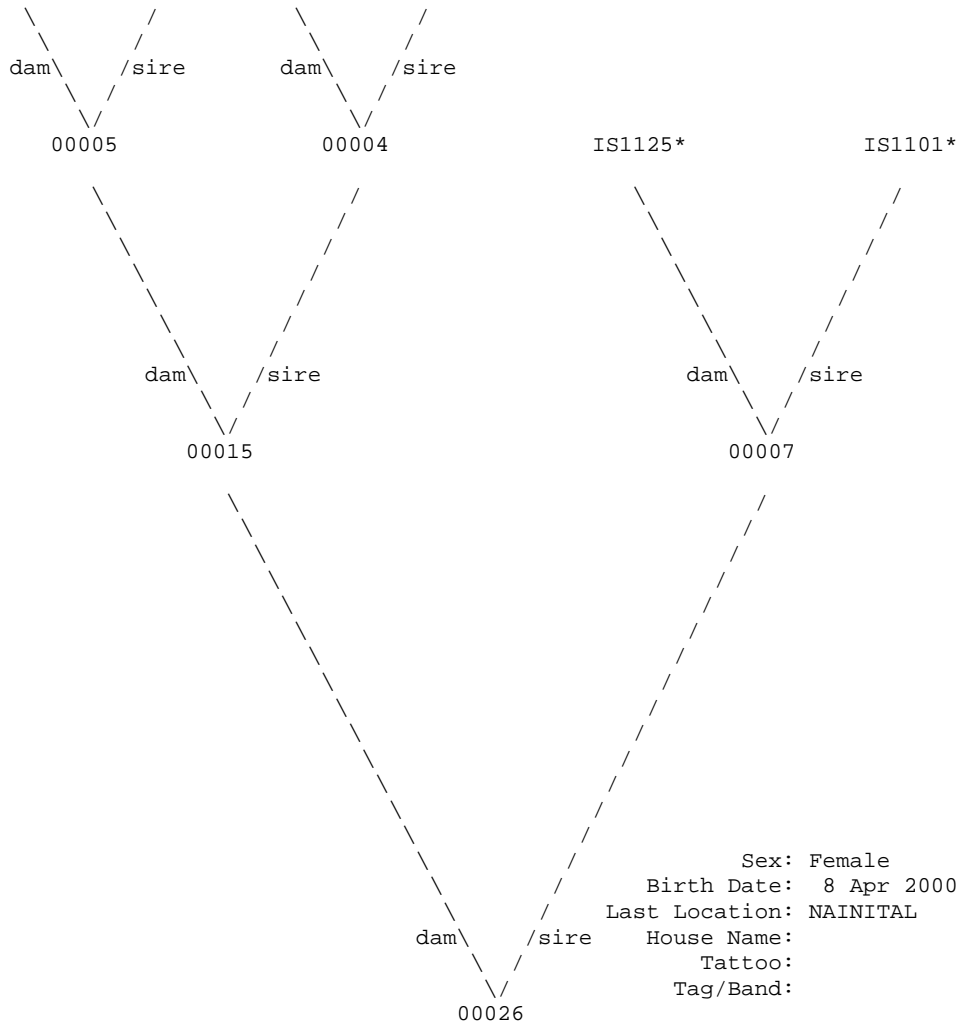 dam sire dam sire
00005 00004 IS1125* IS1101*
dam sire dam sire
00015 00007
Sex: Female
Birth Date: 8 Apr 2000
Last Location: NAINITAL
dam sire House Name:
Tattoo:
Tag/Band:
00026